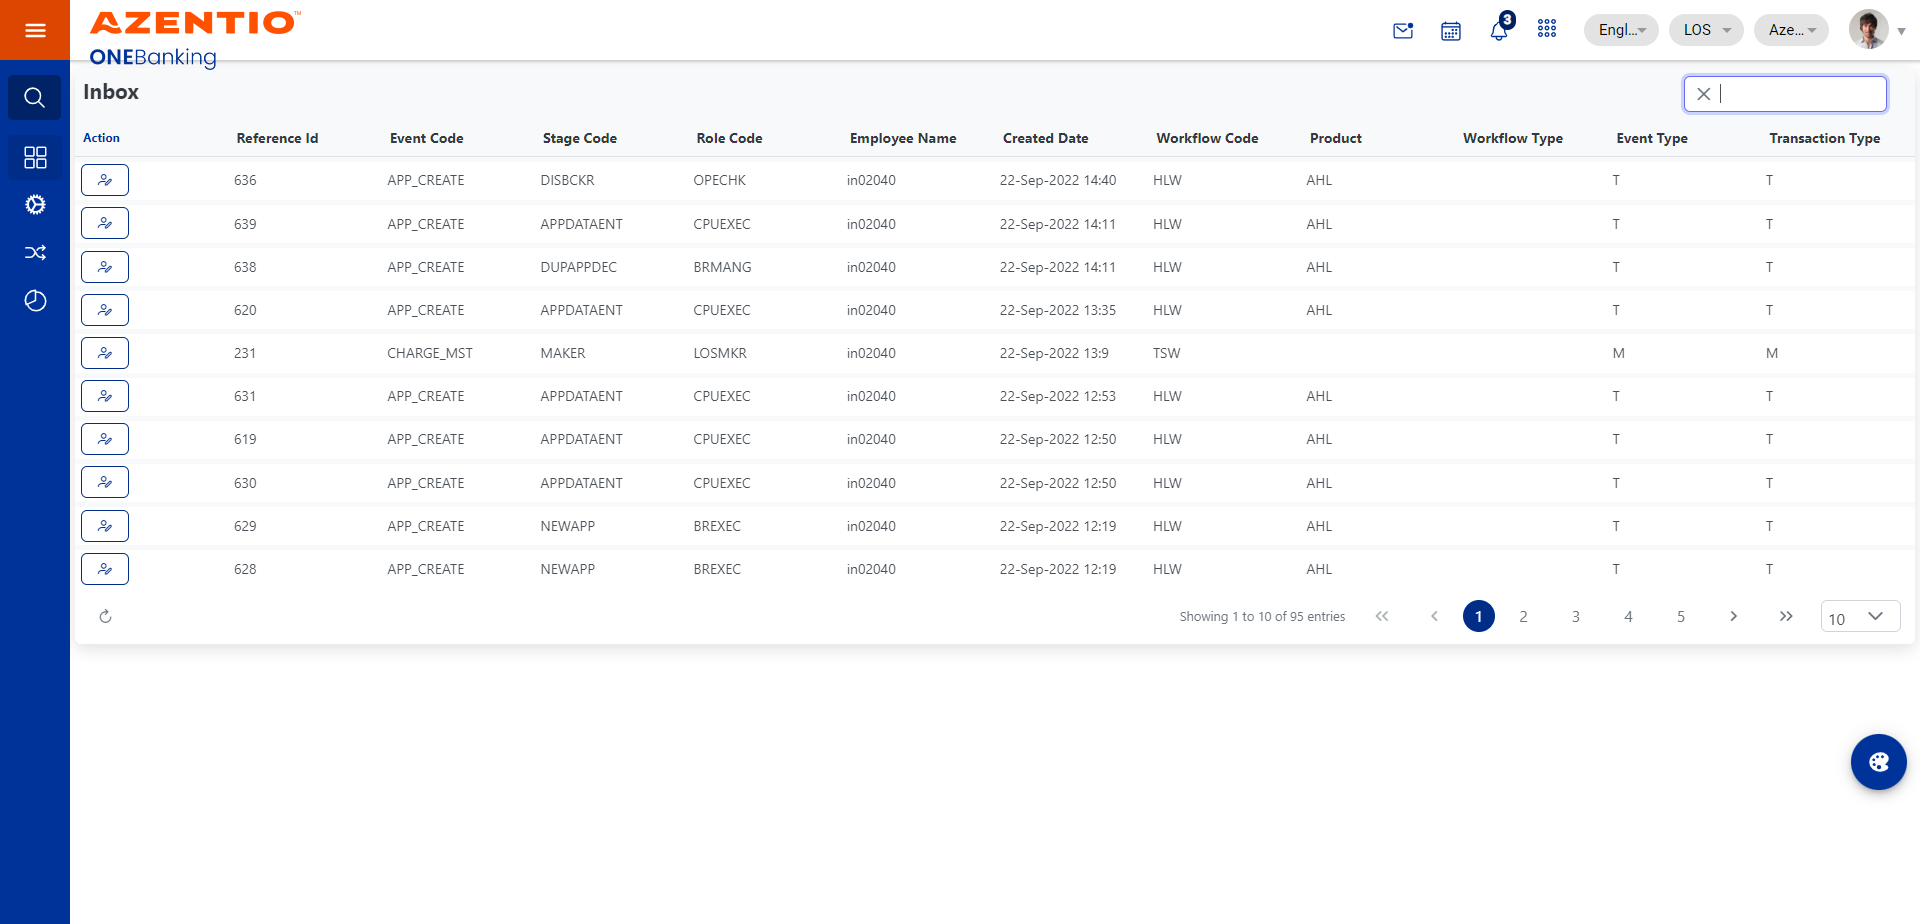 AZENTIO™
ONEBanking
3
Engl...
LOS
Aze...
Inbox
Action Reference Id Event Code Stage Code Role Code Employee Name Created Date Workflow Code Product Workflow Type Event Type Transaction Type
636 APP_CREATE DISBCKR OPECHK in02040 22-Sep-2022 14:40 HLW AHL T T
639 APP_CREATE APPDATAENT CPUEXEC in02040 22-Sep-2022 14:11 HLW AHL T T
638 APP_CREATE DUPAPPDEC BRMANG in02040 22-Sep-2022 14:11 HLW AHL T T
620 APP_CREATE APPDATAENT CPUEXEC in02040 22-Sep-2022 13:35 HLW AHL T T
231 CHARGE_MST MAKER LOSMKR in02040 22-Sep-2022 13:9 TSW M M
631 APP_CREATE APPDATAENT CPUEXEC in02040 22-Sep-2022 12:53 HLW AHL T T
619 APP_CREATE APPDATAENT CPUEXEC in02040 22-Sep-2022 12:50 HLW AHL T T
630 APP_CREATE APPDATAENT CPUEXEC in02040 22-Sep-2022 12:50 HLW AHL T T
629 APP_CREATE NEWAPP BREXEC in02040 22-Sep-2022 12:19 HLW AHL T T
628 APP_CREATE NEWAPP BREXEC in02040 22-Sep-2022 12:19 HLW AHL T T
Showing 1 to 10 of 95 entries 1 2 3 4 5 10